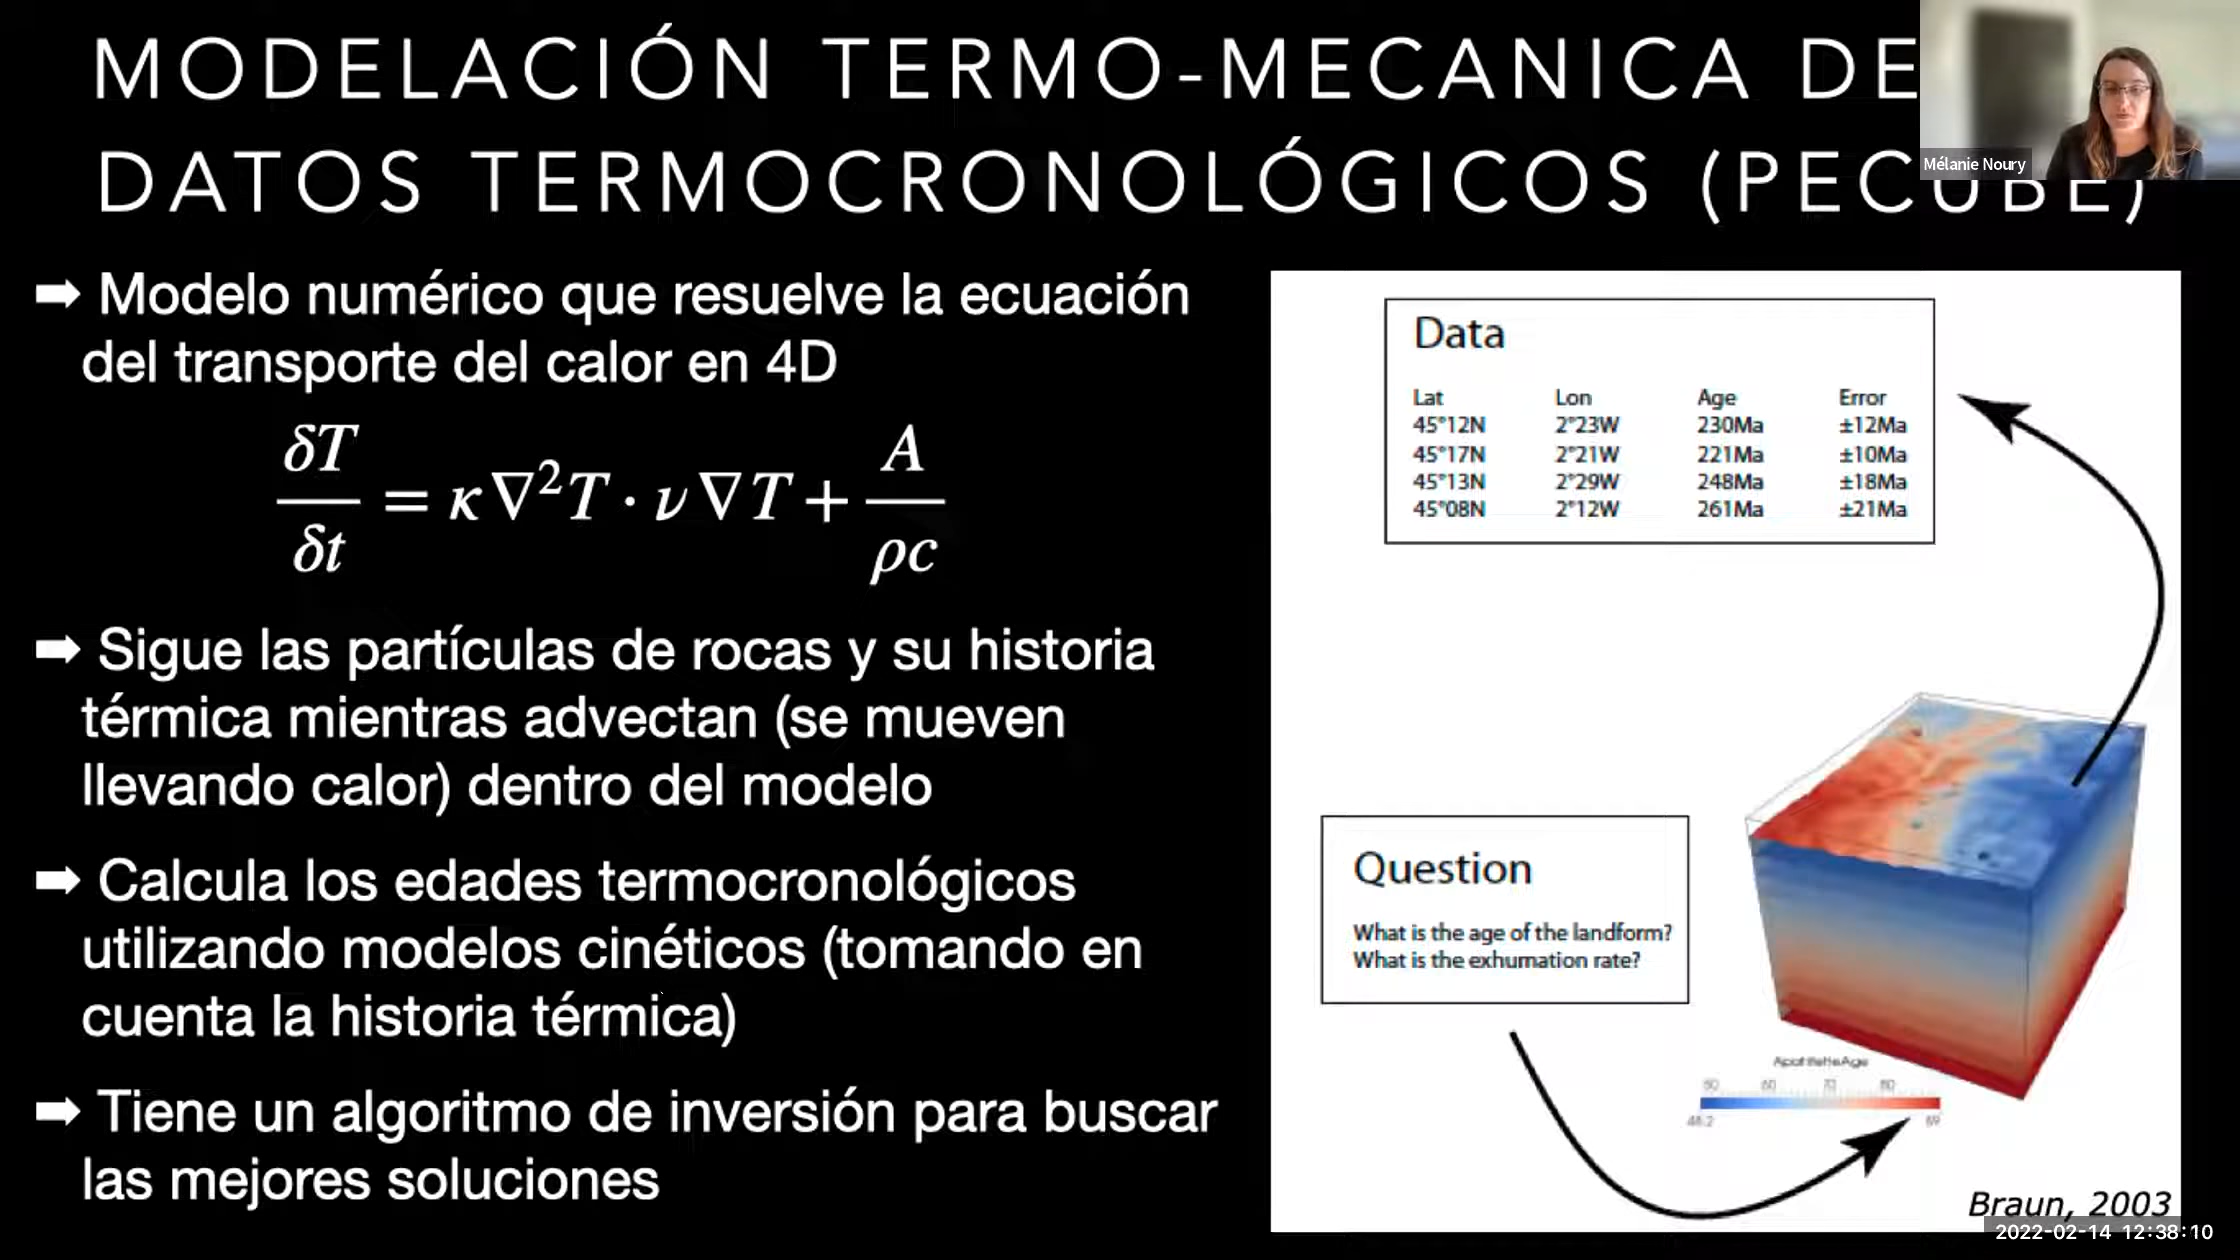 MODELACIÓN TERMO-MECANICA DE
DATOS TERMOCRONOLÓGICOS (PECUBE)
Mélanie Noury
➡ Modelo numérico que resuelve la ecuación
del transporte del calor en 4D
δT/δt = κ∇²T · ν∇T + A/ρc
➡ Sigue las partículas de rocas y su historia
térmica mientras advectan (se mueven
llevando calor) dentro del modelo
➡ Calcula los edades termocronológicos
utilizando modelos cinéticos (tomando en
cuenta la historia térmica)
➡ Tiene un algoritmo de inversión para buscar
las mejores soluciones
Data
Lat Lon Age Error
45°12N 2°23W 230Ma ±12Ma
45°17N 2°21W 221Ma ±10Ma
45°13N 2°29W 248Ma ±18Ma
45°08N 2°12W 261Ma ±21Ma
Question
What is the age of the landform?
What is the exhumation rate?
60 70 80
89
Braun, 2003
2022-02-14 12:38:10